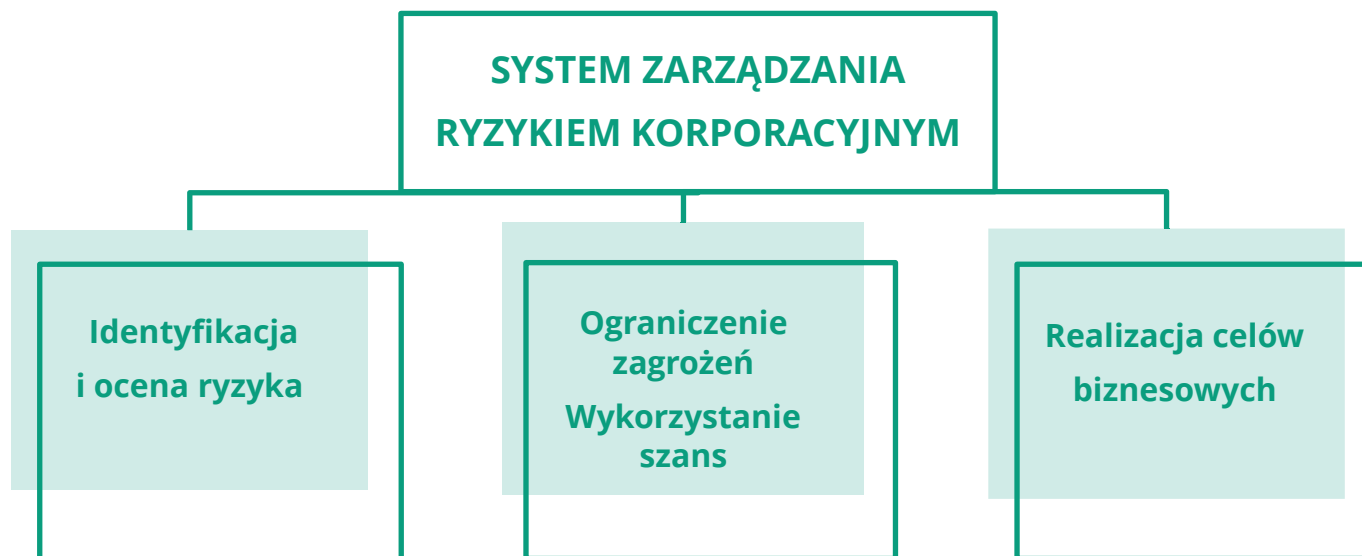 SYSTEM ZARZĄDZANIA
RYZYKIEM KORPORACYJNYM
Identyfikacja
i ocena ryzyka
Ograniczenie
zagrożeń
Wykorzystanie
szans
Realizacja celów
biznesowych